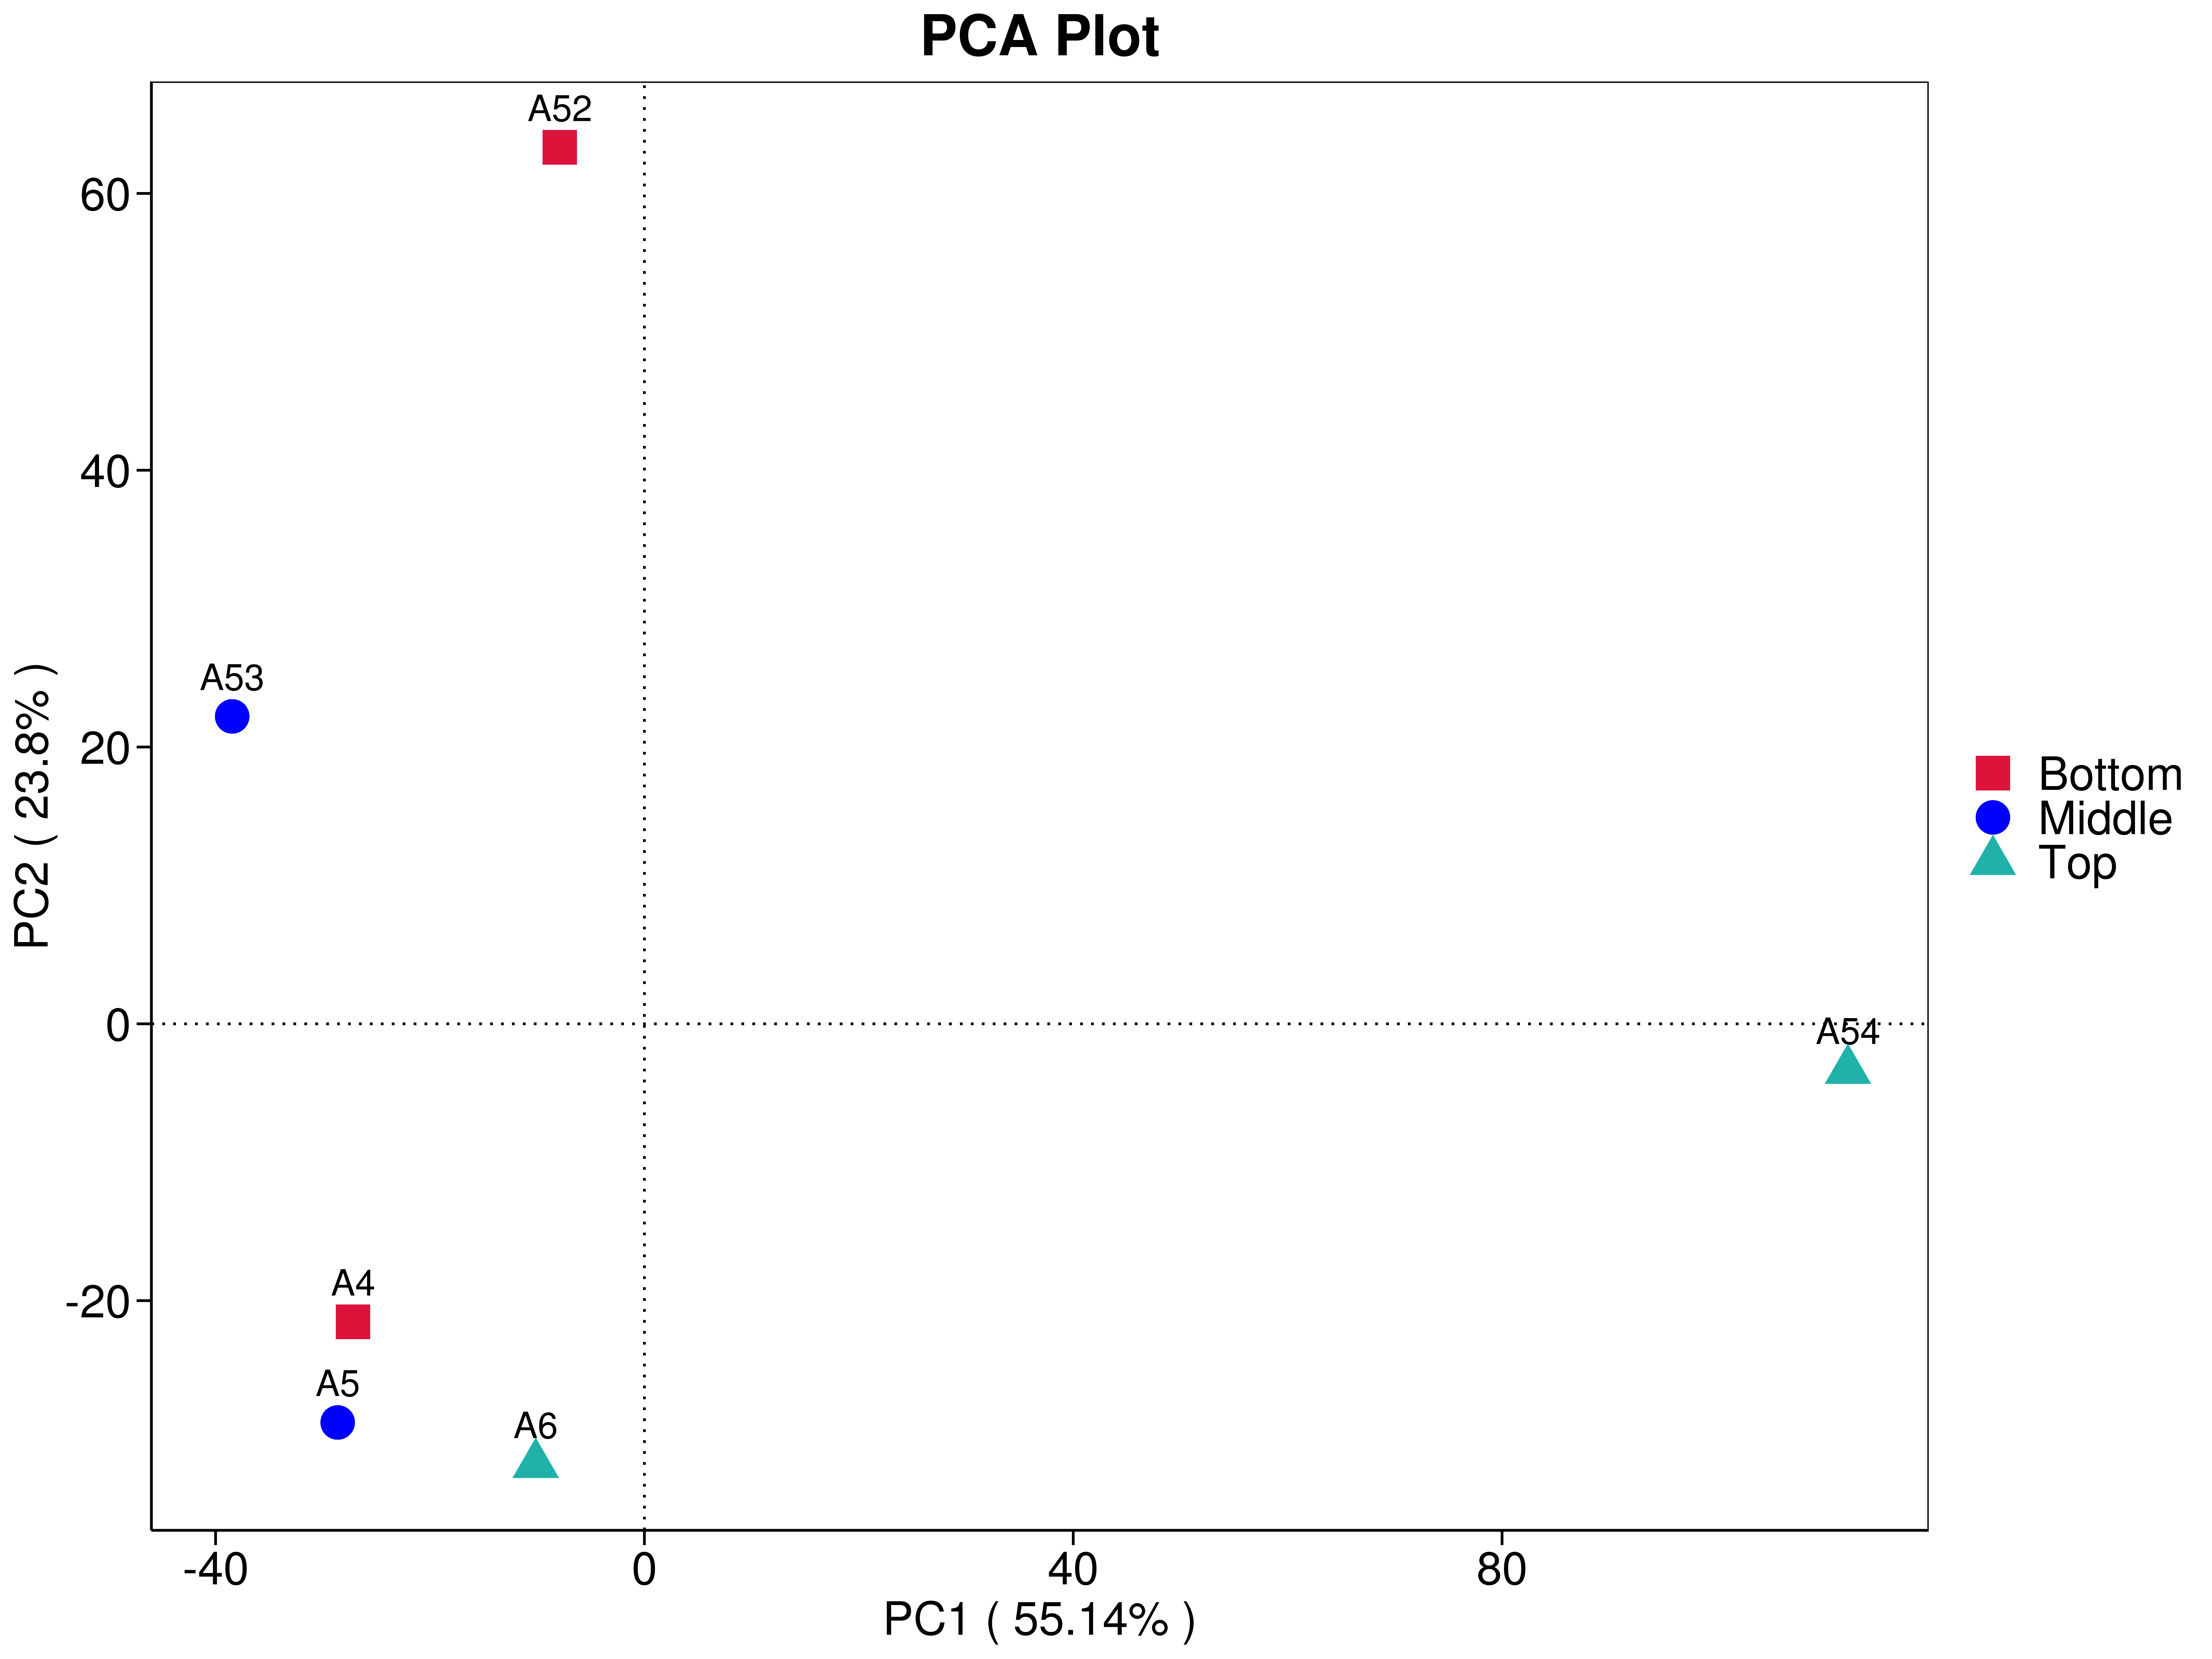 PCA Plot
A52
60
40
A53
20
0
A54
A4
-20
A5
A6
-40 0 40 80
PC1 ( 55.14% )
PC2 ( 23.8% )
Bottom
Middle
Top